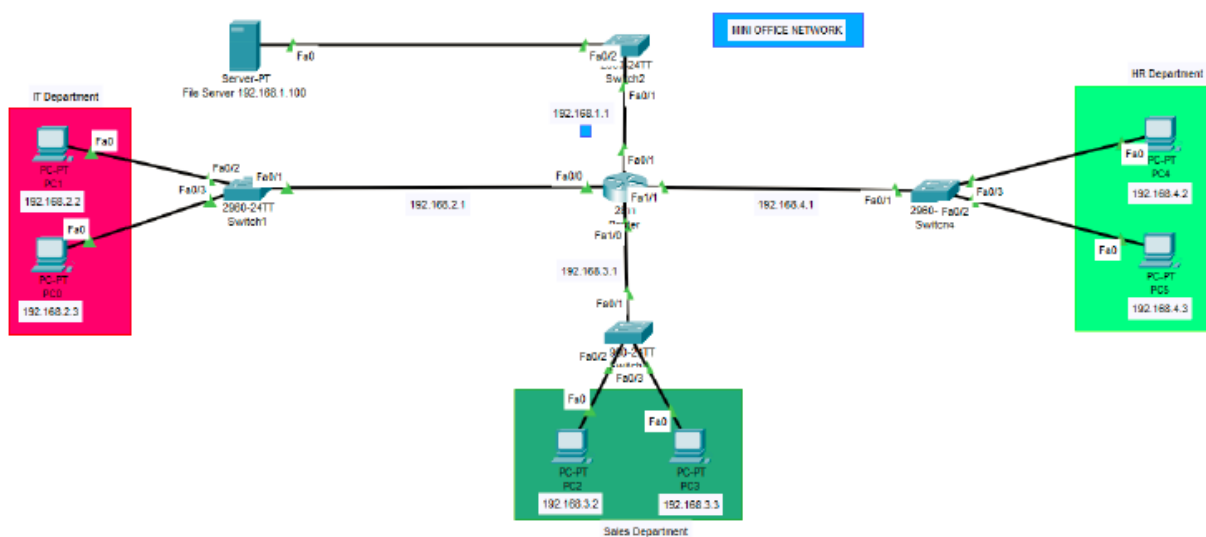 MINI OFFICE NETWORK
Fa0
Fa0/2
Server-PT
File Server 192.168.1.100
Switch2
Fa0/1
192.168.1.1
Fa0/1
IT Department
Fa0
PC-PT
PC1
192.168.2.2
Fa0/2
Fa0/3
Fa0/1
2960-24TT
Switch1
Fa0
PC-PT
PC0
192.168.2.3
192.168.2.1
Fa0/0
Fa1/1
Fa1/0
192.168.4.1
Fa0/1
Fa0/3
Fa0/2
2960-
Switch4
HR Department
Fa0
PC-PT
PC4
192.168.4.2
Fa0
PC-PT
PC5
192.168.4.3
192.168.3.1
Fa0/1
Fa0/2
Fa0/3
Fa0
Fa0
PC-PT
PC2
192.168.3.2
PC-PT
PC3
192.168.3.3
Sales Department